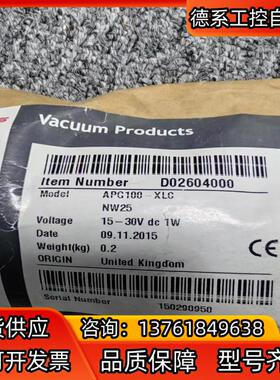 德系工控自
Vacuum Products
Item Number D02604000
Model APG100-XLC
NW25
Voltage 15-30V dc 1W
Date 09.11.2015
Weight(kg) 0.2
ORIGIN United Kingdom
Serial Number 150290950
货供应 咨询：13761849638
可开发票 品质保障 型号齐